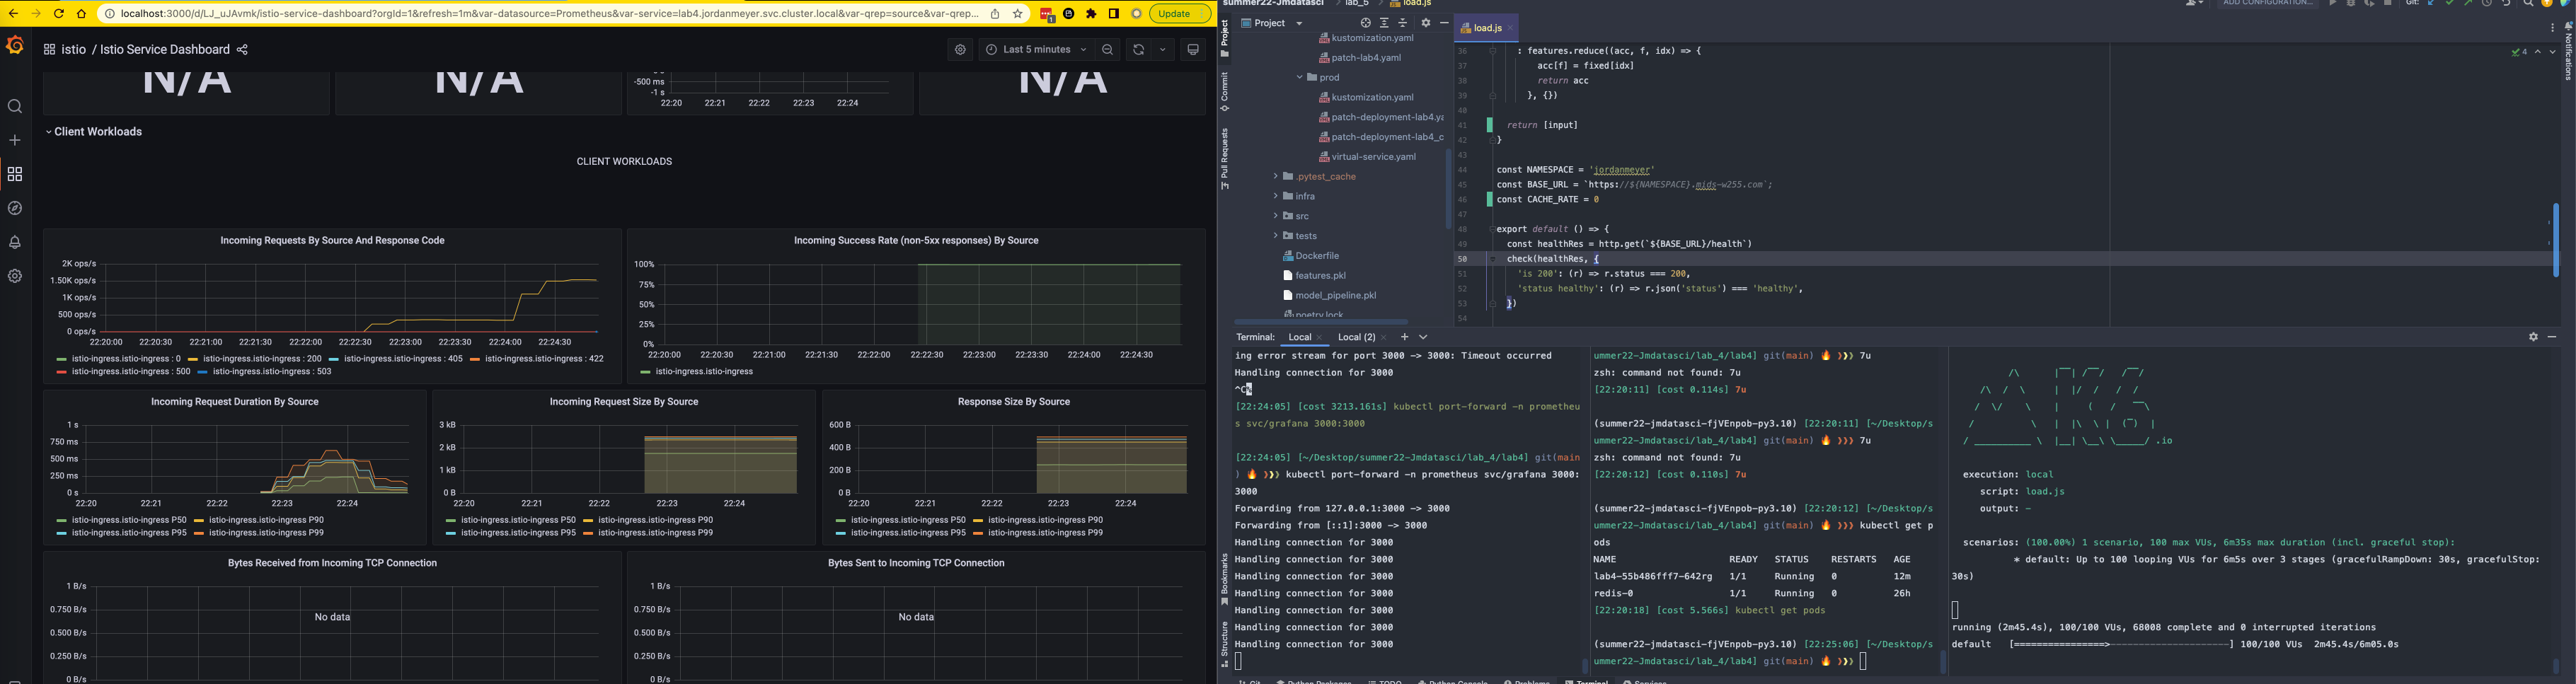 localhost:3000/d/LJ_uJAvmk/istio-service-dashboard?orgId=1&refresh=1m&var-datasource=Prometheus&var-service=lab4.jordanmeyer.svc.cluster.local&var-qrep=source&var-qrep...
Update
istio / Istio Service Dashboard
Last 5 minutes
N/A
N/A
-500 ms
-1 s
22:20 22:21 22:22 22:23 22:24
N/A
Client Workloads
CLIENT WORKLOADS
Incoming Requests By Source And Response Code
2K ops/s
1.50K ops/s
1K ops/s
500 ops/s
0 ops/s
22:20:00 22:20:30 22:21:00 22:21:30 22:22:00 22:22:30 22:23:00 22:23:30 22:24:00 22:24:30
istio-ingress.istio-ingress : 0 istio-ingress.istio-ingress : 200 istio-ingress.istio-ingress : 405 istio-ingress.istio-ingress : 422
istio-ingress.istio-ingress : 500 istio-ingress.istio-ingress : 503
Incoming Success Rate (non-5xx responses) By Source
100%
75%
50%
25%
0%
22:20:00 22:20:30 22:21:00 22:21:30 22:22:00 22:22:30 22:23:00 22:23:30 22:24:00 22:24:30
istio-ingress.istio-ingress
Incoming Request Duration By Source
1 s
750 ms
500 ms
250 ms
0 s
22:20 22:21 22:22 22:23 22:24
istio-ingress.istio-ingress P50 istio-ingress.istio-ingress P90
istio-ingress.istio-ingress P95 istio-ingress.istio-ingress P99
Incoming Request Size By Source
3 kB
2 kB
1 kB
0 B
22:20 22:21 22:22 22:23 22:24
istio-ingress.istio-ingress P50 istio-ingress.istio-ingress P90
istio-ingress.istio-ingress P95 istio-ingress.istio-ingress P99
Response Size By Source
600 B
400 B
200 B
0 B
22:20 22:21 22:22 22:23 22:24
istio-ingress.istio-ingress P50 istio-ingress.istio-ingress P90
istio-ingress.istio-ingress P95 istio-ingress.istio-ingress P99
Bytes Received from Incoming TCP Connection
1 B/s
0.750 B/s
0.500 B/s
0.250 B/s
0 B/s
No data
Bytes Sent to Incoming TCP Connection
1 B/s
0.750 B/s
0.500 B/s
0.250 B/s
0 B/s
No data
summer22-Jmdatasci lab_5 load.js
ADD CONFIGURATION... Git:
Project
Commit
Pull Requests
Bookmarks
Structure
Notifications
Project
kustomization.yaml
patch-lab4.yaml
prod
kustomization.yaml
patch-deployment-lab4.ya
patch-deployment-lab4_c
virtual-service.yaml
.pytest_cache
infra
src
tests
Dockerfile
features.pkl
model_pipeline.pkl
poetry.lock
load.js
4
36 : features.reduce((acc, f, idx) => {
37 acc[f] = fixed[idx]
38 return acc
39 }, {})
40
41 return [input]
42 }
43
44 const NAMESPACE = 'jordanmeyer'
45 const BASE_URL = `https://${NAMESPACE}.mids-w255.com`;
46 const CACHE_RATE = 0
47
48 export default () => {
49 const healthRes = http.get(`${BASE_URL}/health`)
50 check(healthRes, {
51 'is 200': (r) => r.status === 200,
52 'status healthy': (r) => r.json('status') === 'healthy',
53 })
54
Terminal: Local Local (2)
ing error stream for port 3000 -> 3000: Timeout occurred
Handling connection for 3000
^C%
[22:24:05] [cost 3213.161s] kubectl port-forward -n prometheu
s svc/grafana 3000:3000
[22:24:05] [~/Desktop/summer22-Jmdatasci/lab_4/lab4] git(main
) 🔥 ❯❯❯ kubectl port-forward -n prometheus svc/grafana 3000:
3000
Forwarding from 127.0.0.1:3000 -> 3000
Forwarding from [::1]:3000 -> 3000
Handling connection for 3000
Handling connection for 3000
Handling connection for 3000
Handling connection for 3000
Handling connection for 3000
Handling connection for 3000
Handling connection for 3000
ummer22-Jmdatasci/lab_4/lab4] git(main) 🔥 ❯❯❯ 7u
zsh: command not found: 7u
[22:20:11] [cost 0.114s] 7u
(summer22-jmdatasci-fjVEnpob-py3.10) [22:20:11] [~/Desktop/s
ummer22-Jmdatasci/lab_4/lab4] git(main) 🔥 ❯❯❯ 7u
zsh: command not found: 7u
[22:20:12] [cost 0.110s] 7u
(summer22-jmdatasci-fjVEnpob-py3.10) [22:20:12] [~/Desktop/s
ummer22-Jmdatasci/lab_4/lab4] git(main) 🔥 ❯❯❯ kubectl get p
ods
NAME READY STATUS RESTARTS AGE
lab4-55b486fff7-642rg 1/1 Running 0 12m
redis-0 1/1 Running 0 26h
[22:20:18] [cost 5.566s] kubectl get pods
(summer22-jmdatasci-fjVEnpob-py3.10) [22:25:06] [~/Desktop/s
ummer22-Jmdatasci/lab_4/lab4] git(main) 🔥 ❯❯❯
.io
execution: local
script: load.js
output: -
scenarios: (100.00%) 1 scenario, 100 max VUs, 6m35s max duration (incl. graceful stop):
* default: Up to 100 looping VUs for 6m5s over 3 stages (gracefulRampDown: 30s, gracefulStop:
30s)
running (2m45.4s), 100/100 VUs, 68008 complete and 0 interrupted iterations
default [================>-----------------------] 100/100 VUs 2m45.4s/6m05.0s
Git Python Packages TODO Python Console Problems Terminal Services